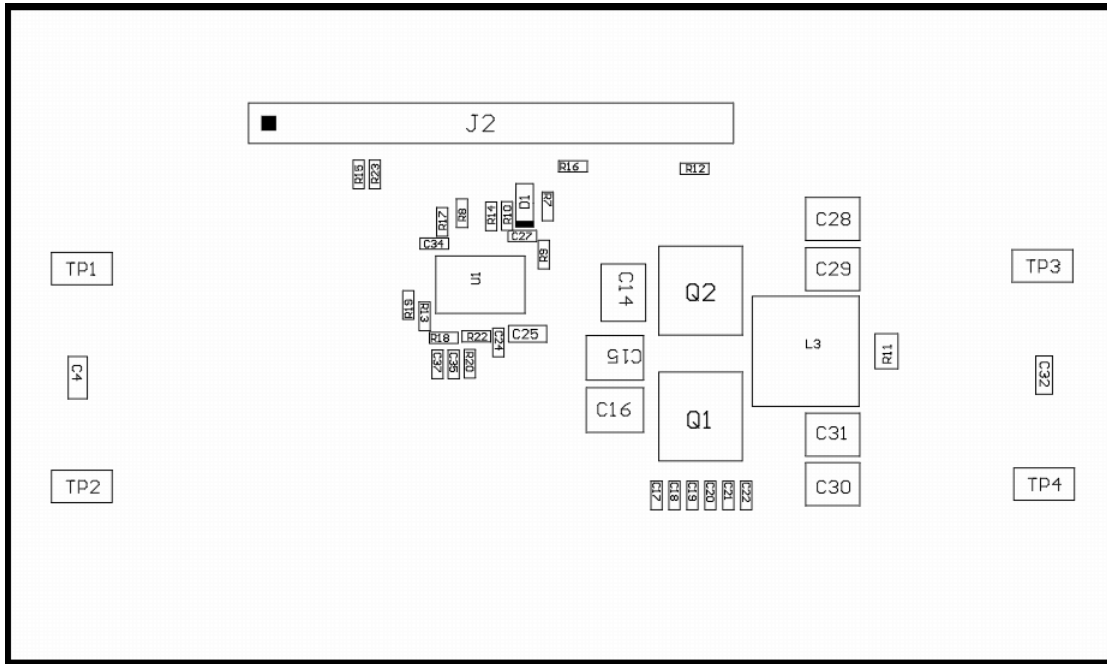 J2
R15 R23 R16 R12
R17 R8 R14 R10 D1 R7
C34 C27 R9
C28
TP1 C29 TP3
U1 C14 Q2
R19 R13
R18 R22 C24 C25 L3
C37 C35 R20 C15 R11
C4 C32
C16 Q1
C31
TP2 C30 TP4
C17 C18 C19 C20 C21 C22